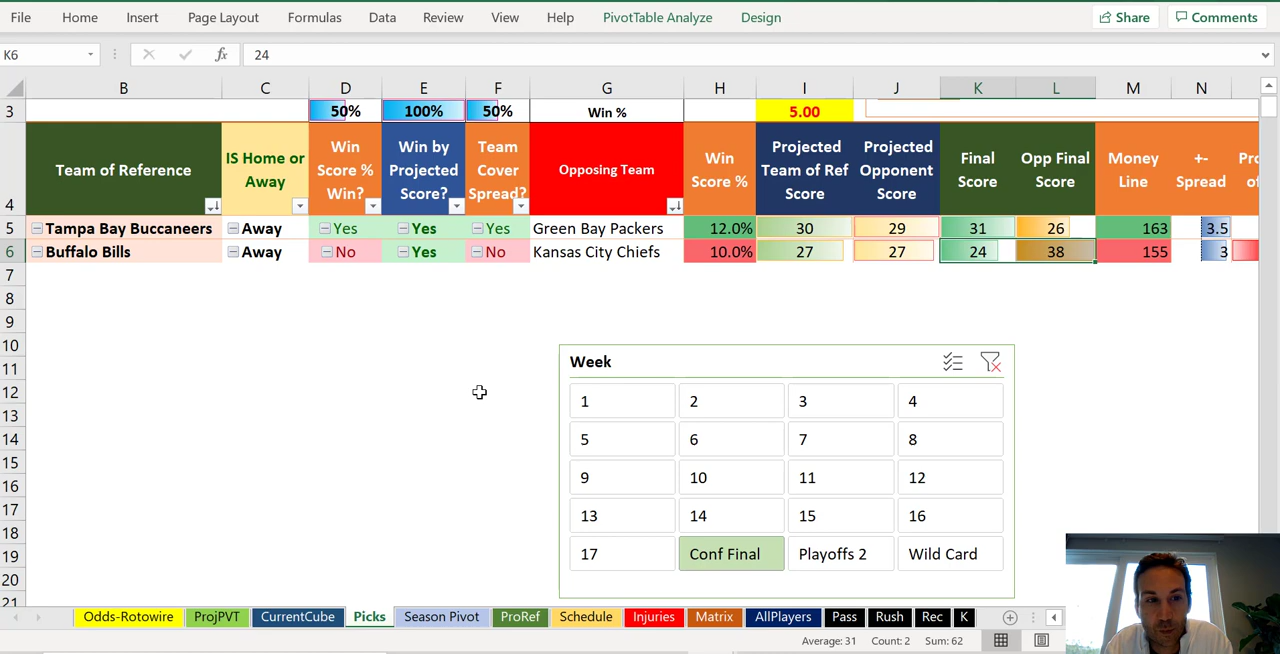 File Home Insert Page Layout Formulas Data Review View Help PivotTable Analyze Design Share Comments
K6 fx 24
B C D E F G H I J K L M N
3 50% 100% 50% Win % 5.00
4 Team of Reference IS Home or Away Win Score % Win? Win by Projected Score? Team Cover Spread? Opposing Team Win Score % Projected Team of Ref Score Projected Opponent Score Final Score Opp Final Score Money Line +- Spread
5 Tampa Bay Buccaneers Away Yes Yes Yes Green Bay Packers 12.0% 30 29 31 26 163 3.5
6 Buffalo Bills Away No Yes No Kansas City Chiefs 10.0% 27 27 24 38 155 3
7
8
9
10
11 Week
12 1 2 3 4
13
14 5 6 7 8
15
16 9 10 11 12
17 13 14 15 16
18
19 17 Conf Final Playoffs 2 Wild Card
20
21
Odds-Rotowire ProjPVT CurrentCube Picks Season Pivot ProRef Schedule Injuries Matrix AllPlayers Pass Rush Rec K
Average: 31 Count: 2 Sum: 62